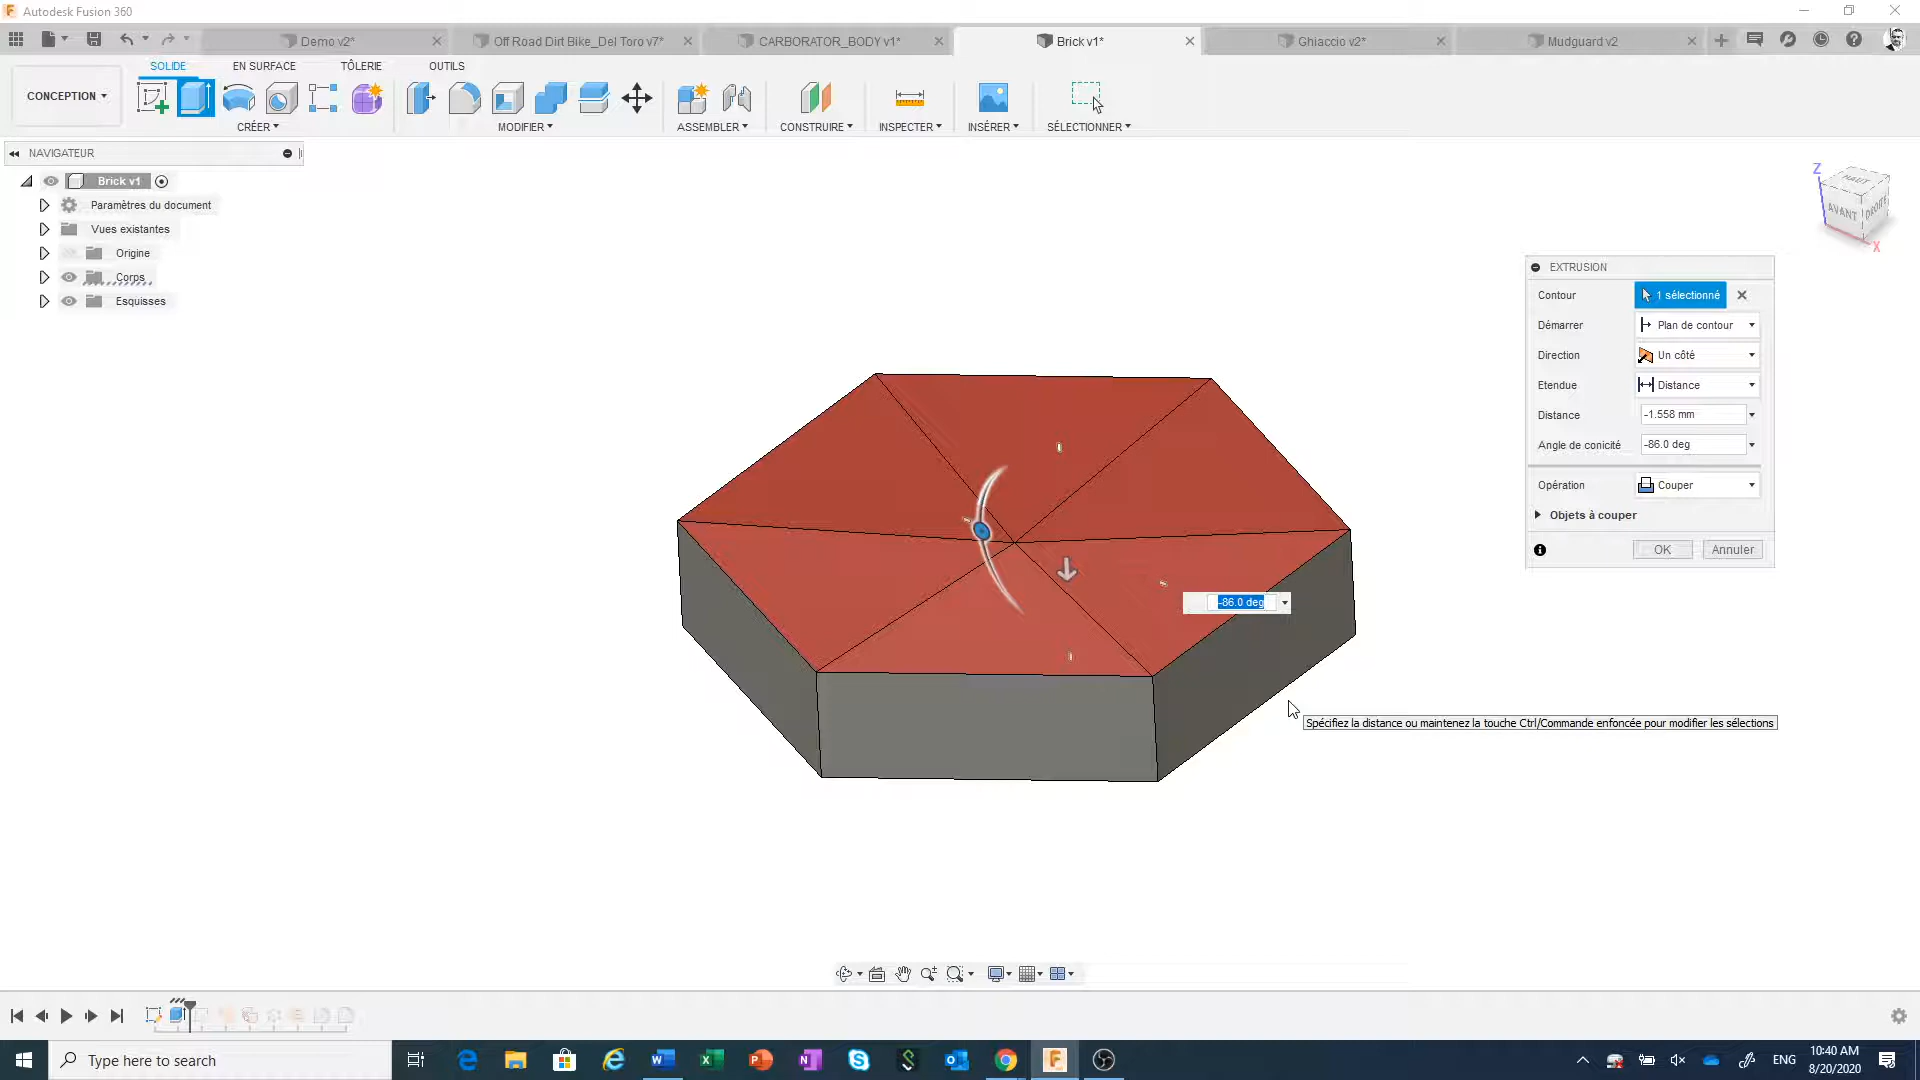 Autodesk Fusion 360
Demo v2*
Off Road Dirt Bike_Del Toro v7*
CARBORATOR_BODY v1*
Brick v1*
Ghiaccio v2*
Mudguard v2
SOLIDE
EN SURFACE
TÔLERIE
OUTILS
CONCEPTION
CRÉER
MODIFIER
ASSEMBLER
CONSTRUIRE
INSPECTER
INSÉRER
SÉLECTIONNER
NAVIGATEUR
Brick v1
Paramètres du document
Vues existantes
Origine
Corps
Esquisses
Z
HAUT
AVANT
DROITE
X
EXTRUSION
Contour
1 sélectionné
Démarrer
Plan de contour
Direction
Un côté
Etendue
Distance
Distance
-1.558 mm
Angle de conicité
-86.0 deg
Opération
Couper
Objets à couper
OK
Annuler
-86.0 deg
Spécifiez la distance ou maintenez la touche Ctrl/Commande enfoncée pour modifier les sélections
Type here to search
ENG
10:40 AM
8/20/2020